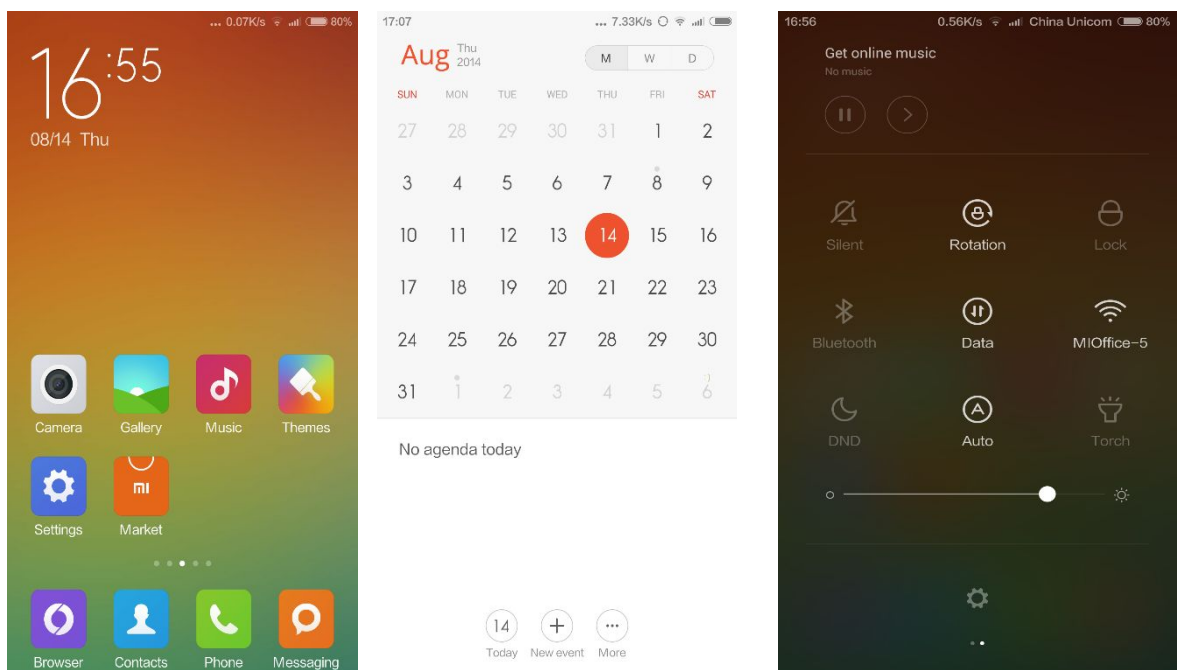 ... 0.07K/s 80%
16:55
08/14 Thu
Camera Gallery Music Themes
mi
Settings Market
Browser Contacts Phone Messaging
17:07 ... 7.33K/s
Aug Thu 2014 M W D
SUN MON TUE WED THU FRI SAT
27 28 29 30 31 1 2
3 4 5 6 7 8 9
10 11 12 13 14 15 16
17 18 19 20 21 22 23
24 25 26 27 28 29 30
31 1 2 3 4 5 6
No agenda today
14
Today New event More
16:56 0.56K/s China Unicom 80%
Get online music
No music
Silent Rotation Lock
Bluetooth Data MIOffice-5
A
DND Auto Torch